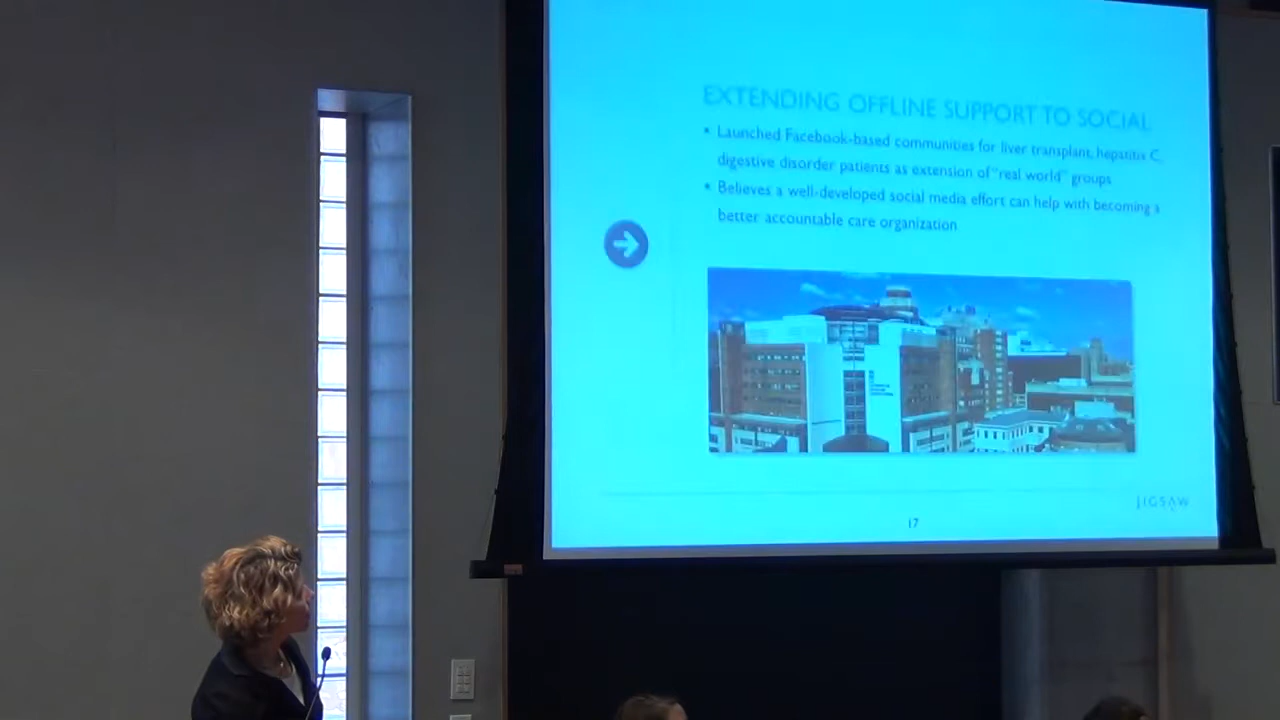 EXTENDING OFFLINE SUPPORT TO SOCIAL
• Launched Facebook-based communities for liver transplant, hepatitis C,
digestive disorder patients as extension of "real world" groups
• Believes a well-developed social media effort can help with becoming a
better accountable care organization
JIGSAW
17